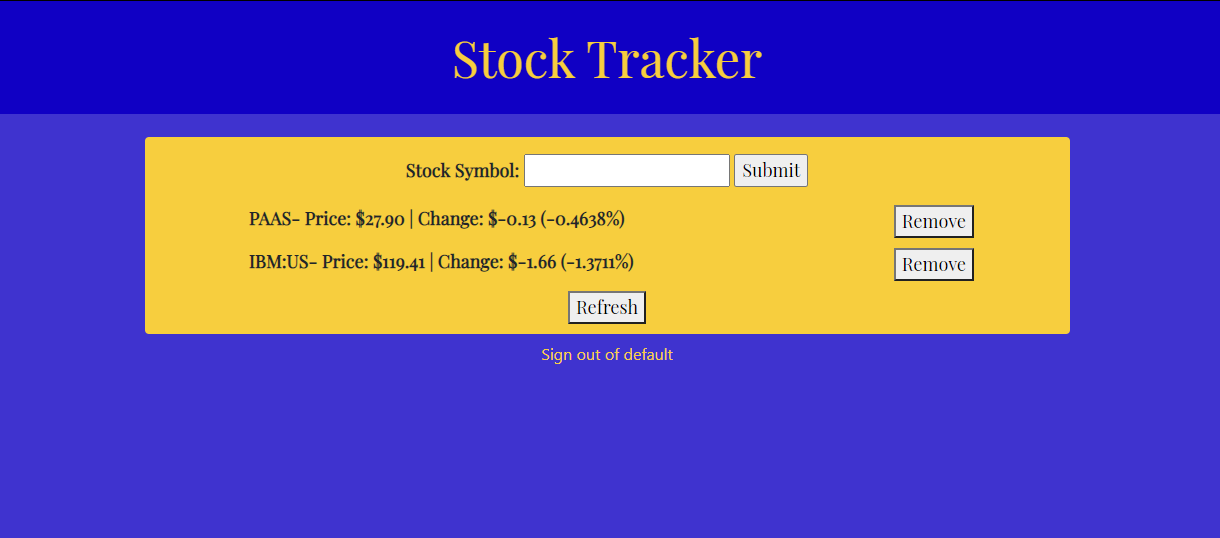 Stock Tracker
Stock Symbol: Submit
PAAS- Price: $27.90 | Change: $-0.13 (-0.4638%) Remove
IBM:US- Price: $119.41 | Change: $-1.66 (-1.3711%) Remove
Refresh
Sign out of default